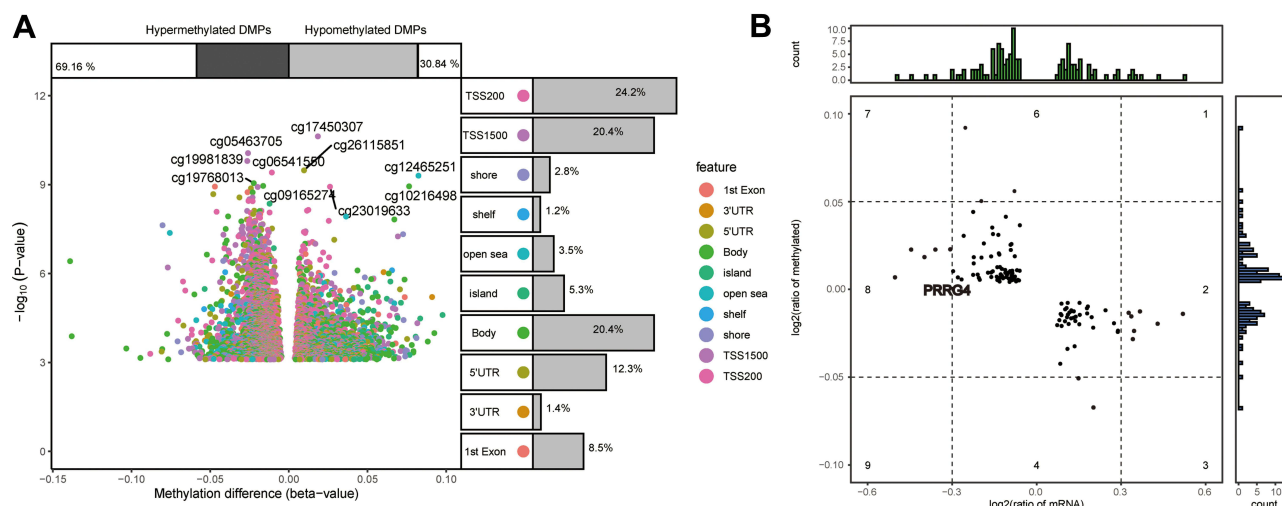 A
Hypermethylated DMPs
Hypomethylated DMPs
69.16 %
30.84 %
12
9
6
3
0
−log10 (P-value)
cg17450307
cg05463705
cg26115851
cg19981839
cg06541550
cg12465251
cg19768013
cg09165274
cg10216498
cg23019633
−0.15
−0.10
−0.05
0.00
0.05
0.10
Methylation difference (beta-value)
TSS200
24.2%
TSS1500
20.4%
shore
2.8%
shelf
1.2%
open sea
3.5%
island
5.3%
Body
20.4%
5'UTR
12.3%
3'UTR
1.4%
1st Exon
8.5%
feature
1st Exon
3'UTR
5'UTR
Body
island
open sea
shelf
shore
TSS1500
TSS200
B
count
10.0
7.5
5.0
2.5
0.0
log2(ratio of methylated)
0.10
0.05
0.00
−0.05
−0.10
7
6
1
8
PRRG4
2
9
4
3
−0.6
−0.3
0.0
0.3
0.6
log2(ratio of mRNA)
0
5
10
count